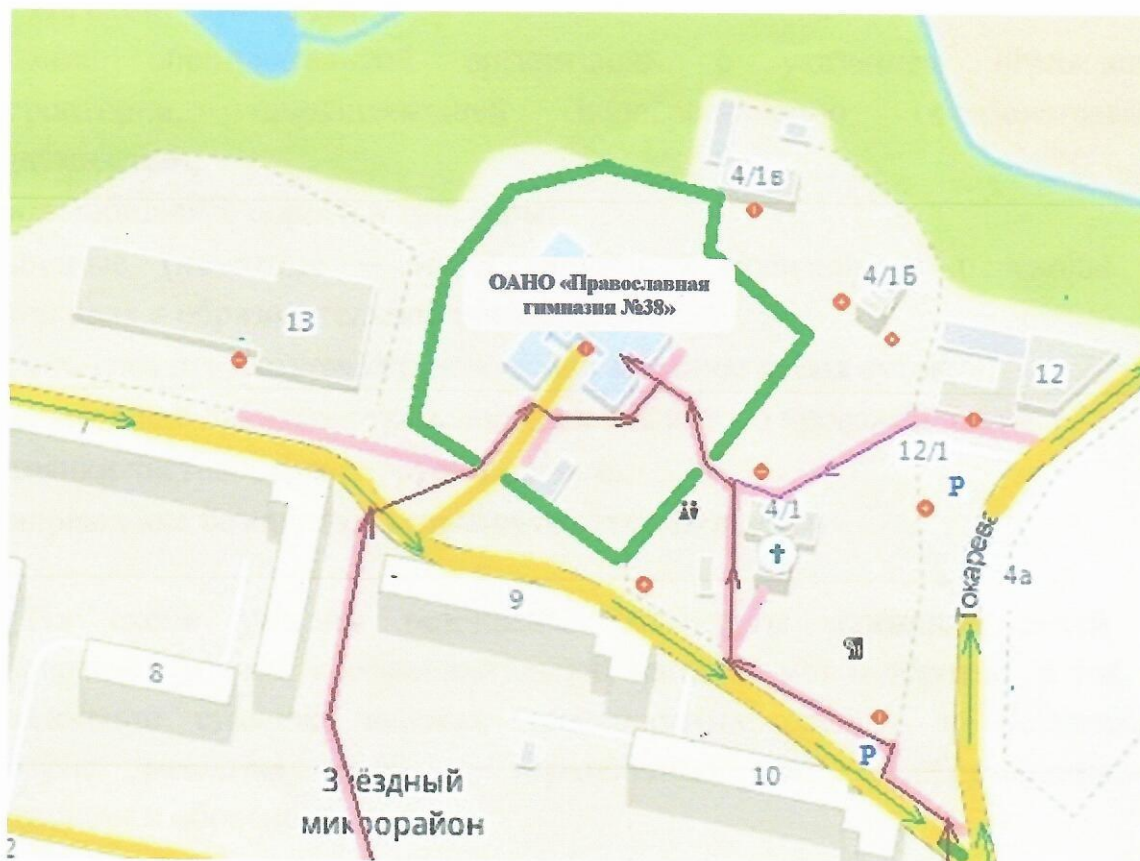 4/1в
4/1Б
ОАНО «Православная
гимназия №38»
13
12
12/1
Р
4/1
Токарева
4а
9
8
Р
10
Звёздный
микрорайон
2